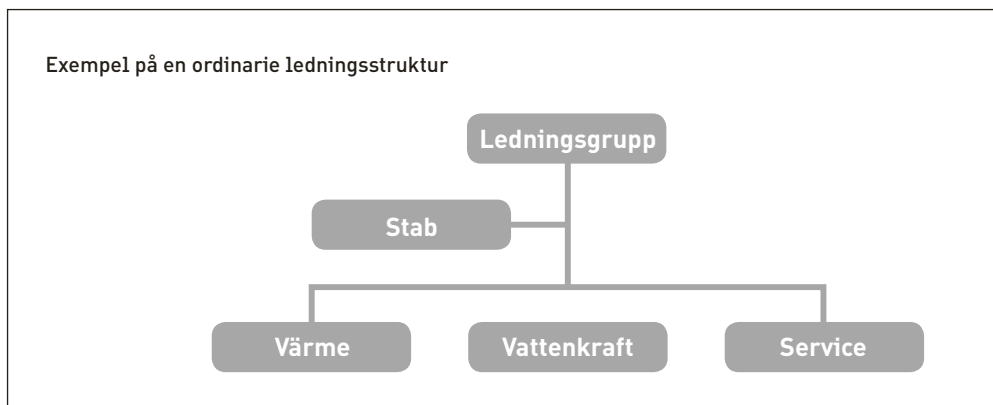 Exempel på en ordinarie ledningsstruktur
Ledningsgrupp
Stab
Värme
Vattenkraft
Service